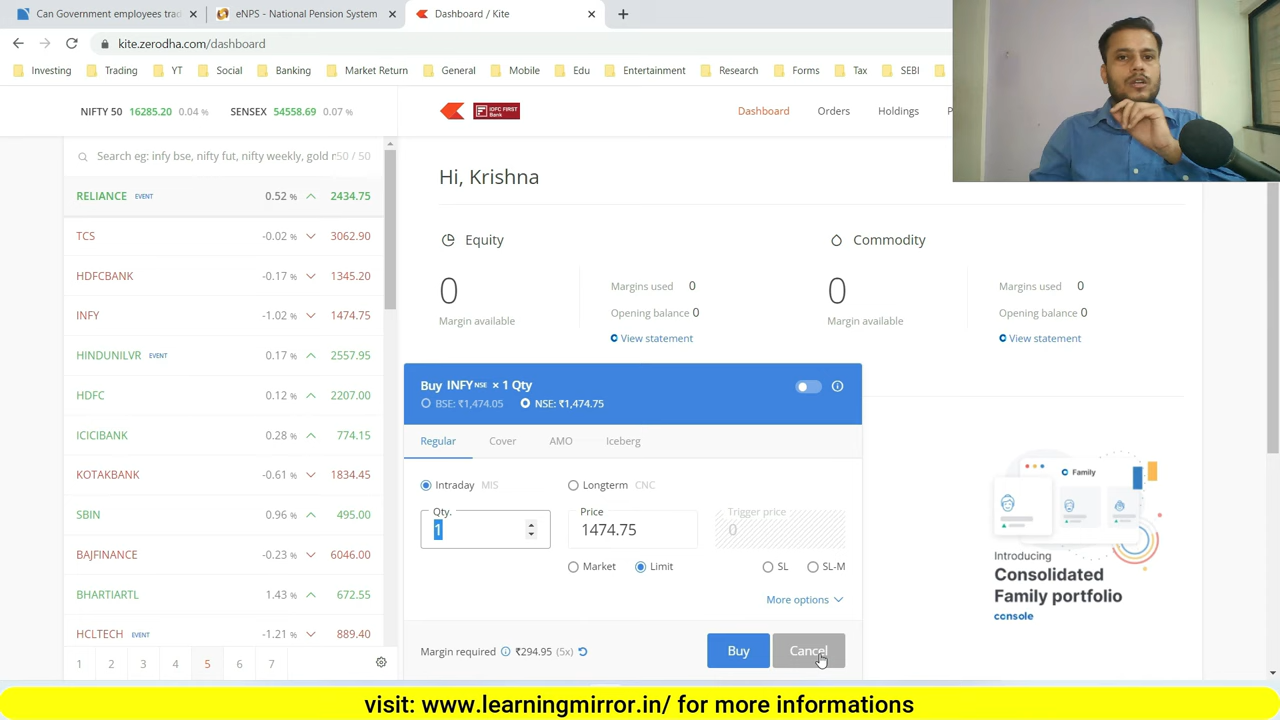 Can Government employees trad
eNPS - National Pension System
Dashboard / Kite
kite.zerodha.com/dashboard
Investing
Trading
YT
Social
Banking
Market Return
General
Mobile
Edu
Entertainment
Research
Forms
Tax
SEBI
NIFTY 50 16285.20 0.04 %
SENSEX 54558.69 0.07 %
IDFC FIRST
Bank
Dashboard
Orders
Holdings
P
Search eg: infy bse, nifty fut, nifty weekly, gold
50 / 50
RELIANCE EVENT 0.52 % 2434.75
TCS -0.02 % 3062.90
HDFCBANK -0.17 % 1345.20
INFY -1.02 % 1474.75
HINDUNILVR EVENT 0.17 % 2557.95
HDFC 0.12 % 2207.00
ICICIBANK 0.28 % 774.15
KOTAKBANK -0.61 % 1834.45
SBIN 0.96 % 495.00
BAJFINANCE -0.23 % 6046.00
BHARTIARTL 1.43 % 672.55
HCLTECH EVENT -1.21 % 889.40
1 2 3 4 5 6 7
Hi, Krishna
Equity
0
Margin available
Margins used 0
Opening balance 0
View statement
Commodity
0
Margin available
Margins used 0
Opening balance 0
View statement
Buy INFY NSE × 1 Qty
BSE: ₹1,474.05 NSE: ₹1,474.75
Regular Cover AMO Iceberg
Intraday MIS Longterm CNC
Qty. Price Trigger price
1 1474.75 0
Market Limit SL SL-M
More options
Margin required ₹294.95 (5x)
Buy Cancel
Family
Introducing
Consolidated
Family portfolio
console
visit: www.learningmirror.in/ for more informations